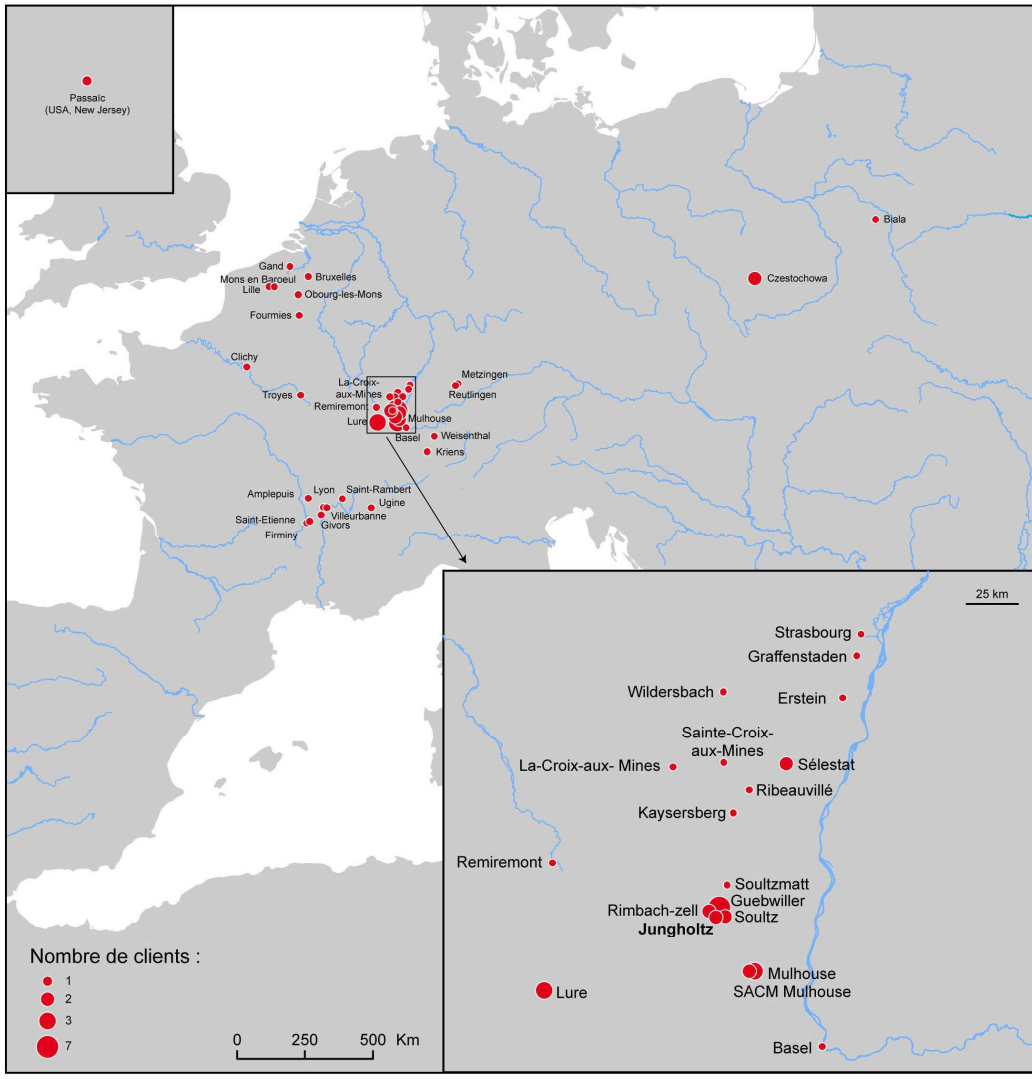 Passaïc
(USA, New Jersey)
Biala
Czestochowa
Gand
Bruxelles
Mons en Baroeul
Lille
Obourg-les-Mons
Fourmies
Clichy
Troyes
La-Croix-
aux-Mines
Metzingen
Reutlingen
Remiremont
Lure
Mulhouse
Basel
Weisenthal
Kriens
Amplepuis
Lyon
Saint-Rambert
Ugine
Villeurbanne
Saint-Etienne
Givors
Firminy
25 km
Strasbourg
Graffenstaden
Wildersbach
Erstein
Sainte-Croix-
aux-Mines
La-Croix-aux- Mines
Sélestat
Ribeauvillé
Kaysersberg
Remiremont
Soultzmatt
Guebwiller
Rimbach-zell
Soultz
Jungholtz
Mulhouse
SACM Mulhouse
Lure
Basel
Nombre de clients :
1
2
3
7
0 250 500 Km